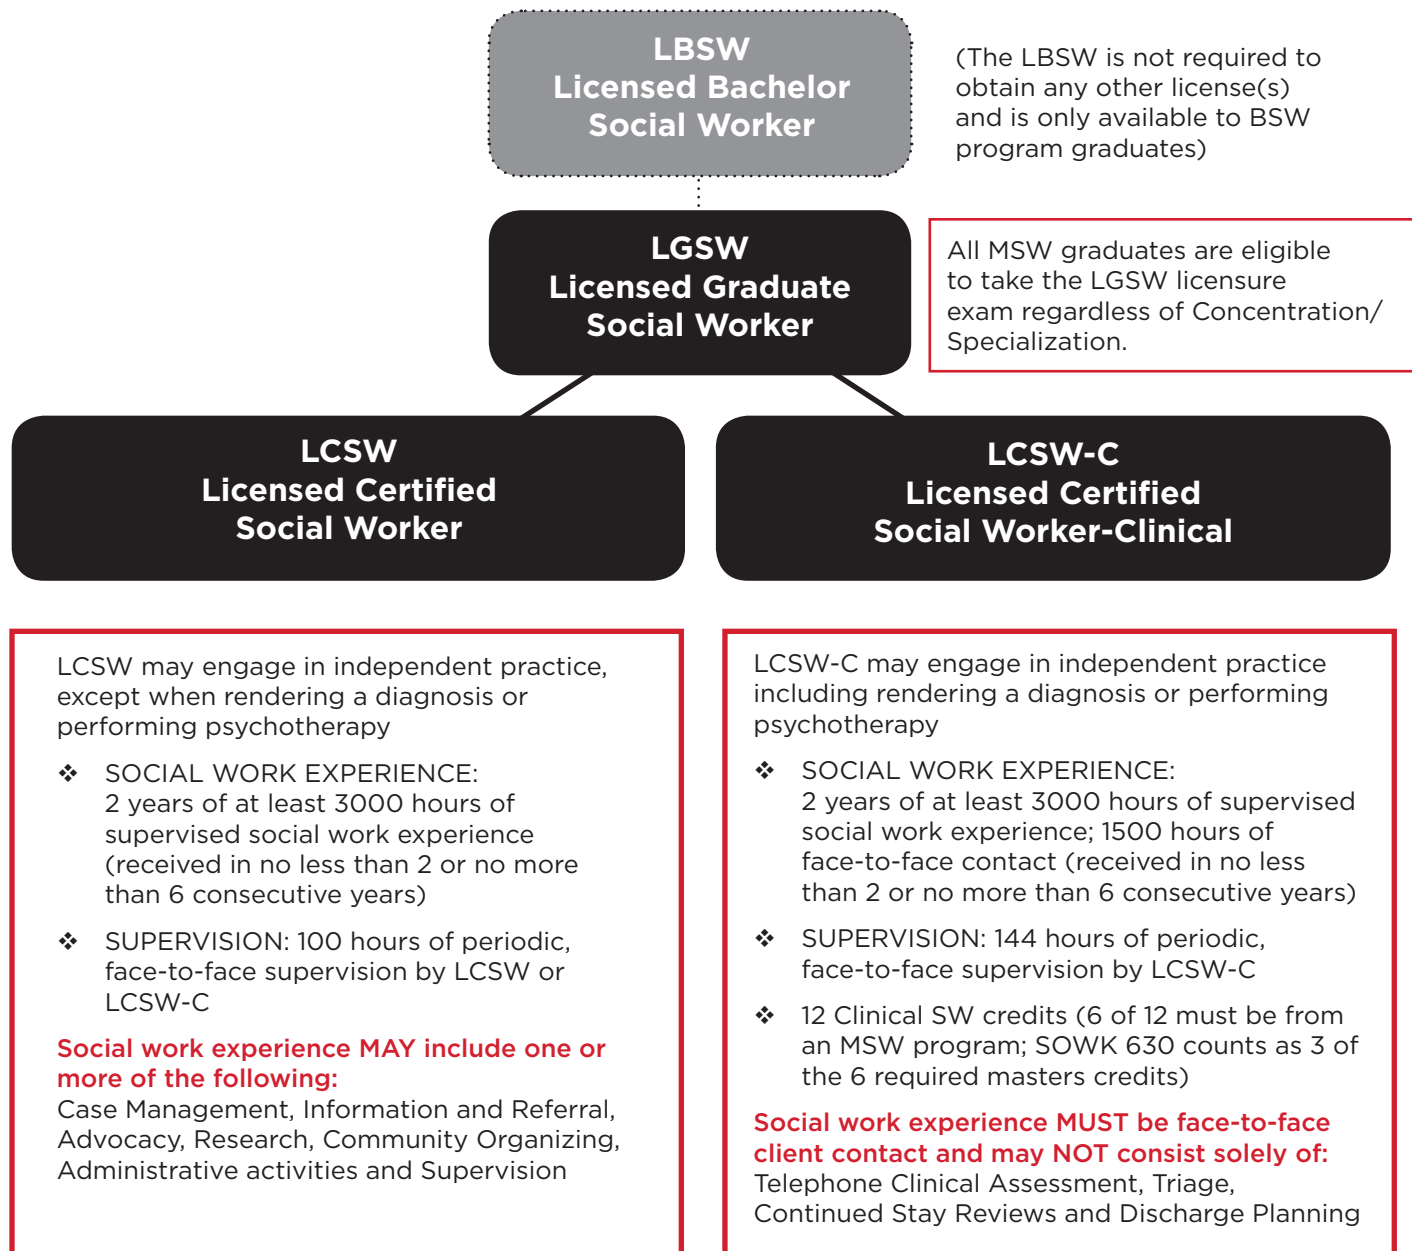 LBSW
Licensed Bachelor
Social Worker
(The LBSW is not required to
obtain any other license(s)
and is only available to BSW
program graduates)
LGSW
Licensed Graduate
Social Worker
All MSW graduates are eligible
to take the LGSW licensure
exam regardless of Concentration/
Specialization.
LCSW
Licensed Certified
Social Worker
LCSW-C
Licensed Certified
Social Worker-Clinical
LCSW may engage in independent practice,
except when rendering a diagnosis or
performing psychotherapy
❖ SOCIAL WORK EXPERIENCE:
2 years of at least 3000 hours of
supervised social work experience
(received in no less than 2 or no more
than 6 consecutive years)
❖ SUPERVISION: 100 hours of periodic,
face-to-face supervision by LCSW or
LCSW-C
Social work experience MAY include one or
more of the following:
Case Management, Information and Referral,
Advocacy, Research, Community Organizing,
Administrative activities and Supervision
LCSW-C may engage in independent practice
including rendering a diagnosis or performing
psychotherapy
❖ SOCIAL WORK EXPERIENCE:
2 years of at least 3000 hours of supervised
social work experience; 1500 hours of
face-to-face contact (received in no less
than 2 or no more than 6 consecutive years)
❖ SUPERVISION: 144 hours of periodic,
face-to-face supervision by LCSW-C
❖ 12 Clinical SW credits (6 of 12 must be from
an MSW program; SOWK 630 counts as 3 of
the 6 required masters credits)
Social work experience MUST be face-to-face
client contact and may NOT consist solely of:
Telephone Clinical Assessment, Triage,
Continued Stay Reviews and Discharge Planning